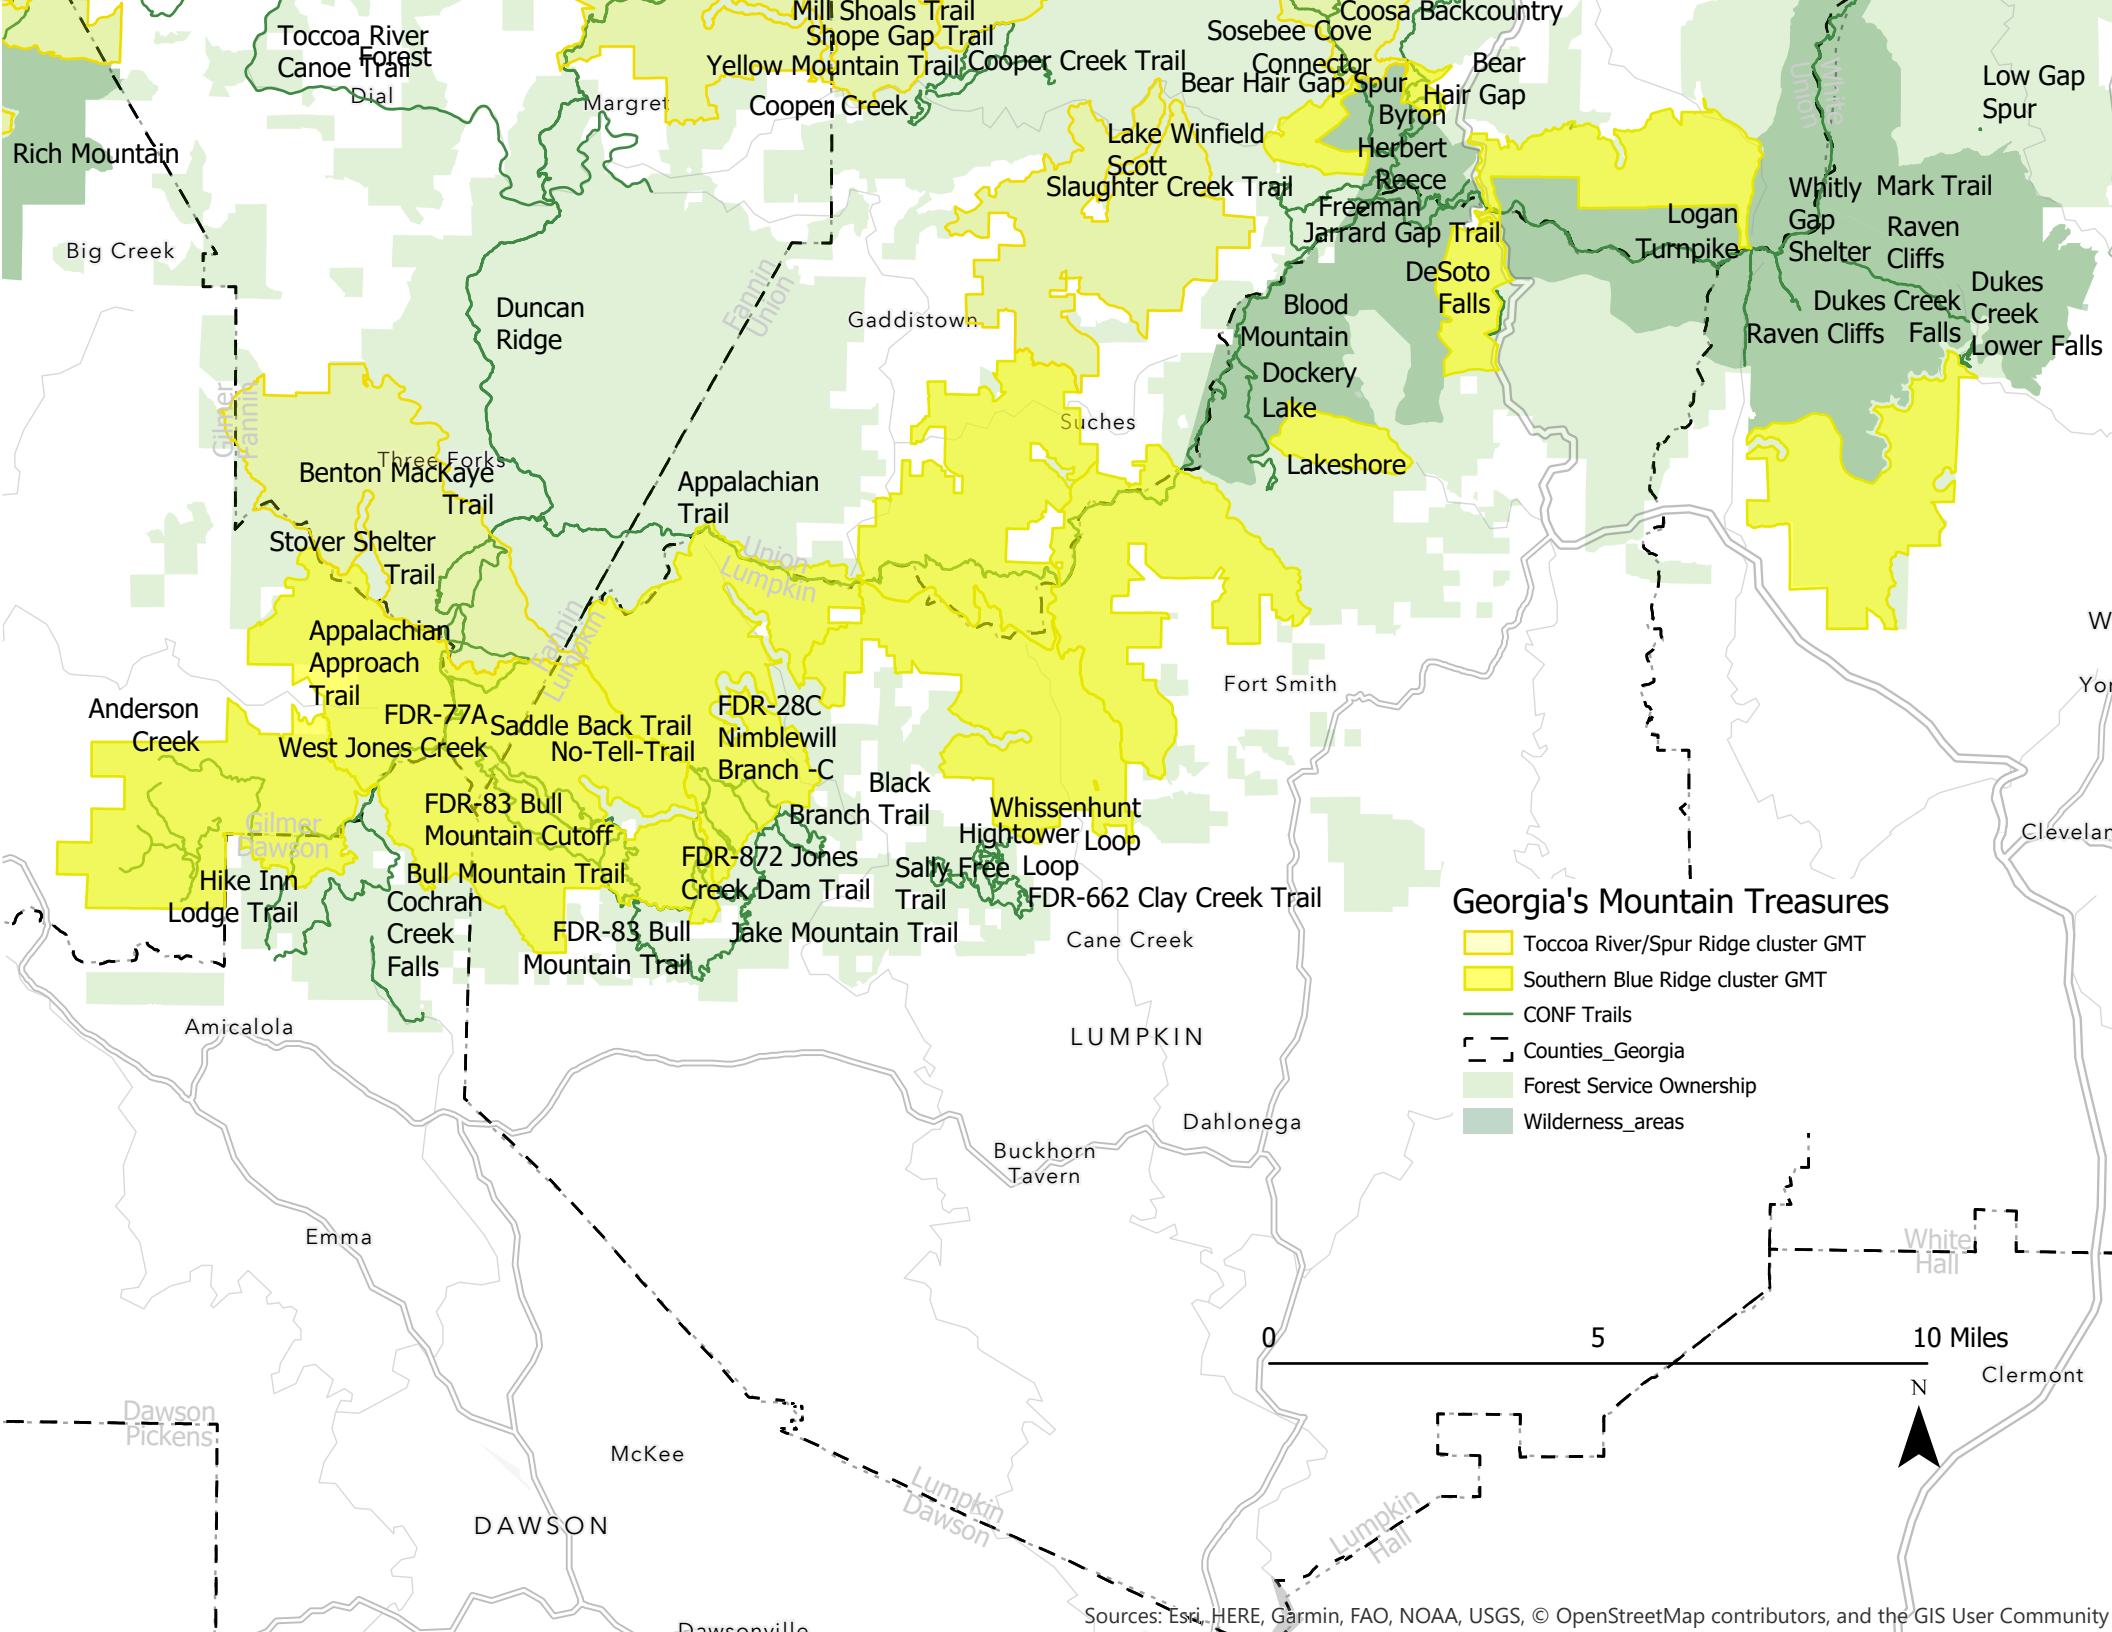 Mill Shoals Trail
Shope Gap Trail
Yellow Mountain Trail
Cooper Creek Trail
Cooper Creek
Toccoa River
Canoe Trail
Forest
Dial
Margret
Coosa Backcountry
Sosebee Cove
Connector
Bear Hair Gap Spur
Bear
Hair Gap
Byron
Herbert
Reece
Low Gap
Spur
Union
White
Rich Mountain
Lake Winfield
Scott
Slaughter Creek Trail
Freeman
Jarrard Gap Trail
Logan
Turnpike
Whitly
Gap
Shelter
Mark Trail
Raven
Cliffs
Big Creek
DeSoto
Falls
Dukes
Creek
Lower Falls
Dukes Creek
Falls
Raven Cliffs
Duncan
Ridge
Fannin
Union
Gaddistown
Blood
Mountain
Dockery
Lake
Lakeshore
Suches
Gilmer
Fannin
Three Forks
Benton MacKaye
Trail
Appalachian
Trail
Stover Shelter
Trail
Union
Lumpkin
Appalachian
Approach
Trail
Fannin
Lumpkin
Fort Smith
Anderson
Creek
FDR-77A
West Jones Creek
Saddle Back Trail
No-Tell-Trail
FDR-28C
Nimblewill
Branch -C
Black
Branch Trail
Whissenhunt
Loop
Hightower
Loop
Sally Free
Trail
FDR-662 Clay Creek Trail
Gilmer
Dawson
FDR-83 Bull
Mountain Cutoff
FDR-872 Jones
Creek Dam Trail
Hike Inn
Lodge Trail
Bull Mountain Trail
Cochran
Creek
Falls
FDR-83 Bull
Mountain Trail
Jake Mountain Trail
Cane Creek
Georgia's Mountain Treasures
Toccoa River/Spur Ridge cluster GMT
Southern Blue Ridge cluster GMT
CONF Trails
Counties_Georgia
Forest Service Ownership
Wilderness_areas
Amicalola
LUMPKIN
Dahlonega
Buckhorn
Tavern
Emma
White
Hall
0 5 10 Miles
N
Clermont
Dawson
Pickens
McKee
DAWSON
Lumpkin
Dawson
Lumpkin
Hall
Sources: Esri, HERE, Garmin, FAO, NOAA, USGS, © OpenStreetMap contributors, and the GIS User Community
Dawsonville